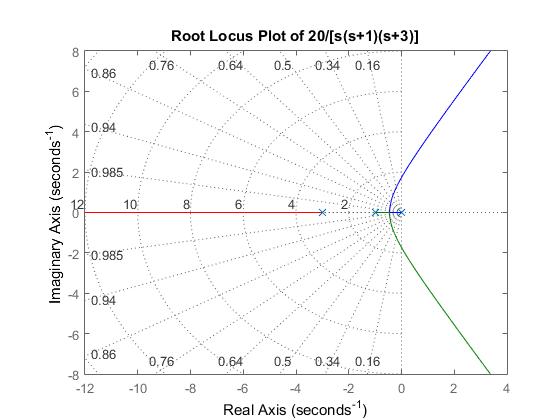 Root Locus Plot of 20/[s(s+1)(s+3)]
8
0.86 0.76 0.64 0.5 0.34 0.16
6
0.94
4
0.985
2
12 10 8 6 4 2
0
0.985
-2
0.94
-4
-6
0.86 0.76 0.64 0.5 0.34 0.16
-8
-12 -10 -8 -6 -4 -2 0 2 4
Real Axis (seconds⁻¹)
Imaginary Axis (seconds⁻¹)